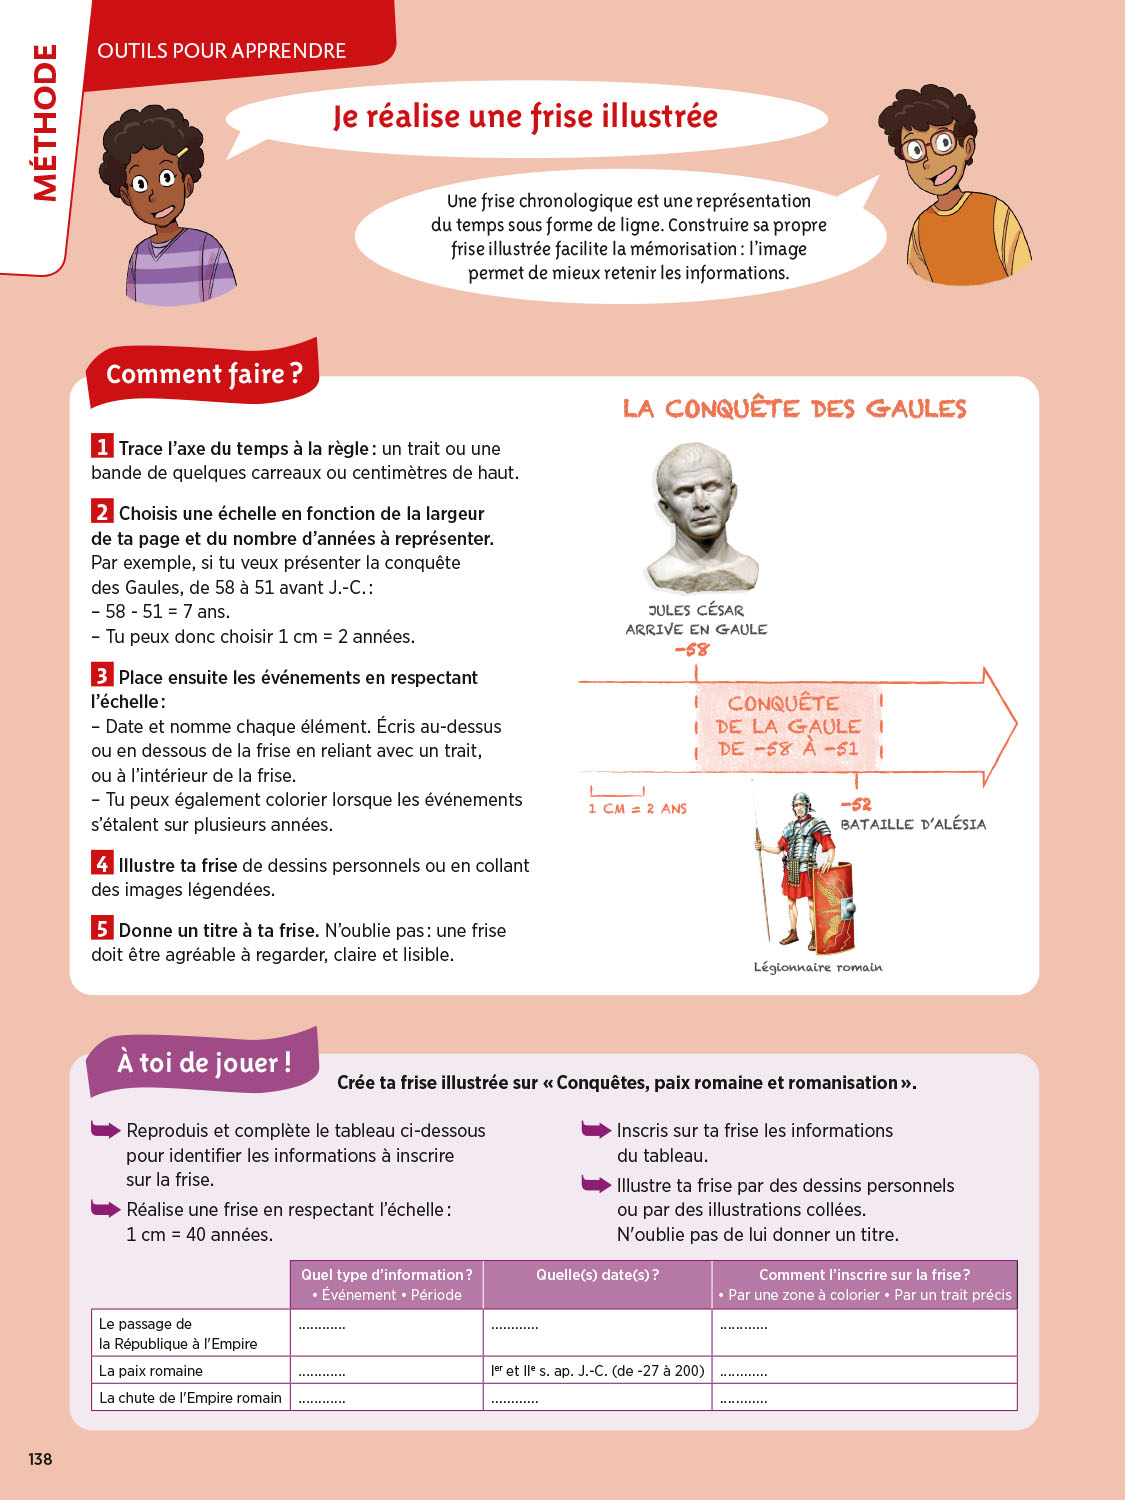 MÉTHODE
OUTILS POUR APPRENDRE
Je réalise une frise illustrée
Une frise chronologique est une représentation
du temps sous forme de ligne. Construire sa propre
frise illustrée facilite la mémorisation : l'image
permet de mieux retenir les informations.
Comment faire ?
1 Trace l'axe du temps à la règle : un trait ou une
bande de quelques carreaux ou centimètres de haut.
2 Choisis une échelle en fonction de la largeur
de ta page et du nombre d'années à représenter.
Par exemple, si tu veux présenter la conquête
des Gaules, de 58 à 51 avant J.-C. :
– 58 - 51 = 7 ans.
– Tu peux donc choisir 1 cm = 2 années.
3 Place ensuite les événements en respectant
l'échelle :
– Date et nomme chaque élément. Écris au-dessus
ou en dessous de la frise en reliant avec un trait,
ou à l'intérieur de la frise.
– Tu peux également colorier lorsque les événements
s'étalent sur plusieurs années.
4 Illustre ta frise de dessins personnels ou en collant
des images légendées.
5 Donne un titre à ta frise. N'oublie pas : une frise
doit être agréable à regarder, claire et lisible.
LA CONQUÊTE DES GAULES
JULES CÉSAR
ARRIVE EN GAULE
-58
CONQUÊTE
DE LA GAULE
DE -58 À -51
1 CM = 2 ANS
-52
BATAILLE D'ALÉSIA
Légionnaire romain
À toi de jouer !
Crée ta frise illustrée sur « Conquêtes, paix romaine et romanisation ».
Reproduis et complète le tableau ci-dessous
pour identifier les informations à inscrire
sur la frise.
Réalise une frise en respectant l'échelle :
1 cm = 40 années.
Inscris sur ta frise les informations
du tableau.
Illustre ta frise par des dessins personnels
ou par des illustrations collées.
N'oublie pas de lui donner un titre.
Quel type d'information ? Quelle(s) date(s) ? Comment l'inscrire sur la frise ?
• Événement • Période • Par une zone à colorier • Par un trait précis
Le passage de ............ ............ ............
la République à l'Empire
La paix romaine ............ Ier et IIe s. ap. J.-C. (de -27 à 200) ............
La chute de l'Empire romain ............ ............ ............
138